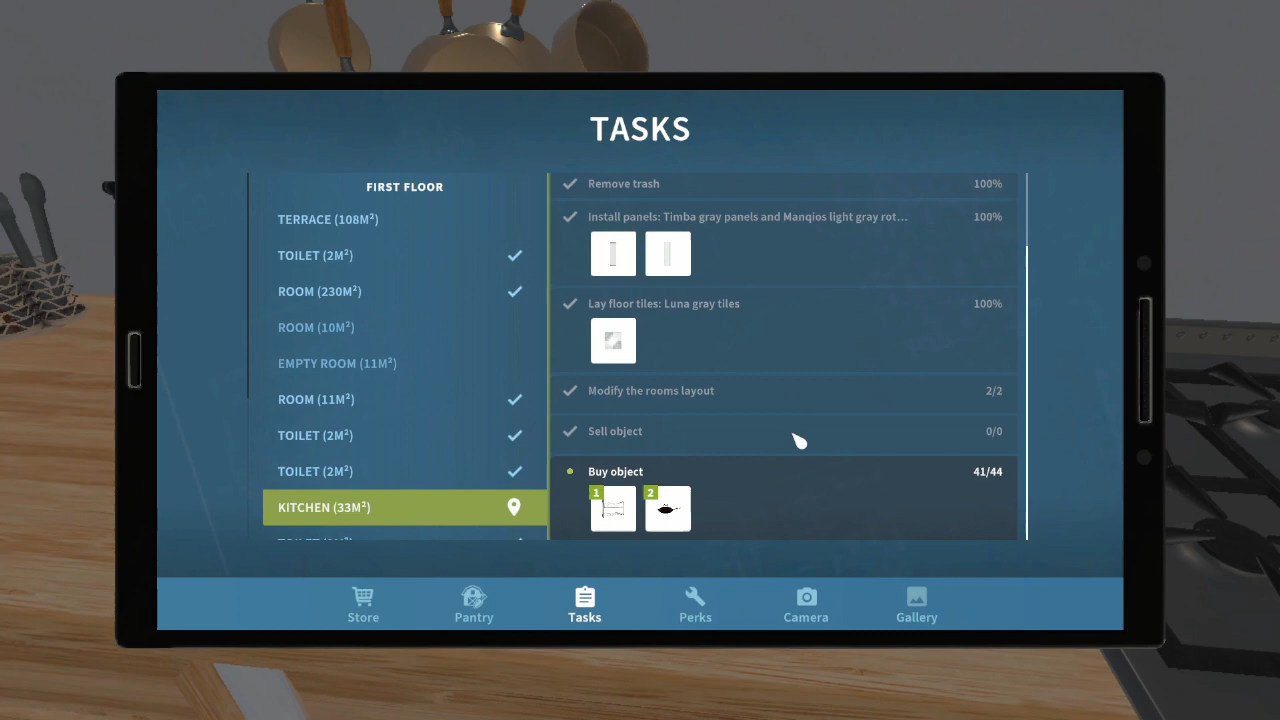 TASKS
FIRST FLOOR
TERRACE (108M²)
TOILET (2M²)
ROOM (230M²)
ROOM (10M²)
EMPTY ROOM (11M²)
ROOM (11M²)
TOILET (2M²)
TOILET (2M²)
KITCHEN (33M²)
Remove trash 100%
Install panels: Timba gray panels and Manqios light gray rot... 100%
Lay floor tiles: Luna gray tiles 100%
Modify the rooms layout 2/2
Sell object 0/0
Buy object 41/44
1 2
Store Pantry Tasks Perks Camera Gallery